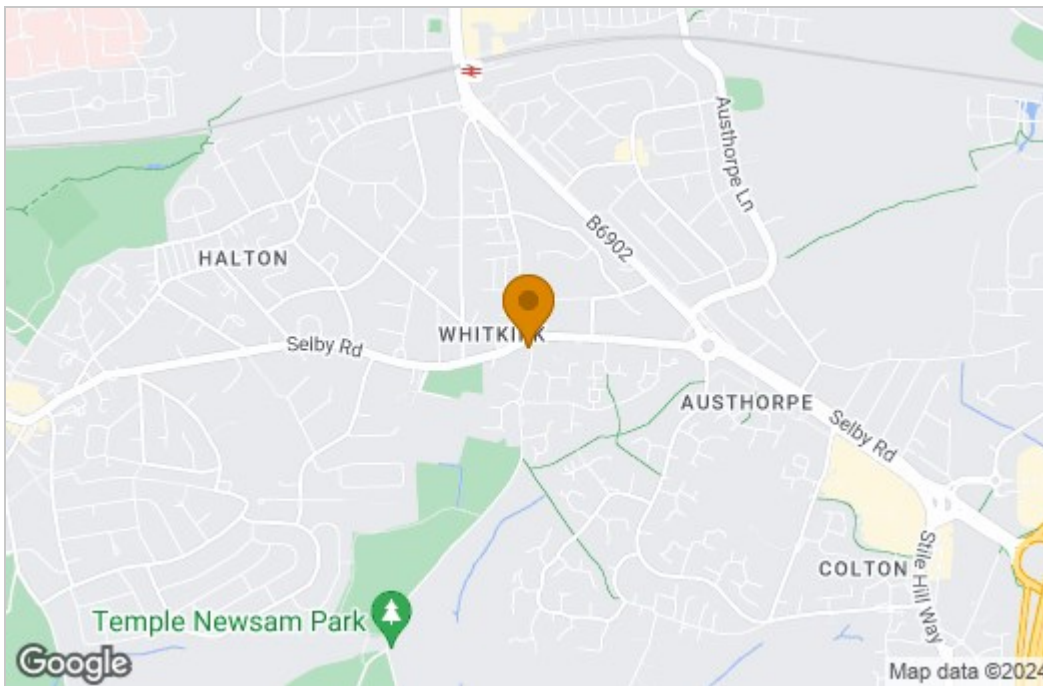 Austhorpe Ln
B6902
HALTON
WHITKIRK
Selby Rd
AUSTHORPE
Selby Rd
COLTON
Stile Hill Way
Temple Newsam Park
Google
Map data ©2024